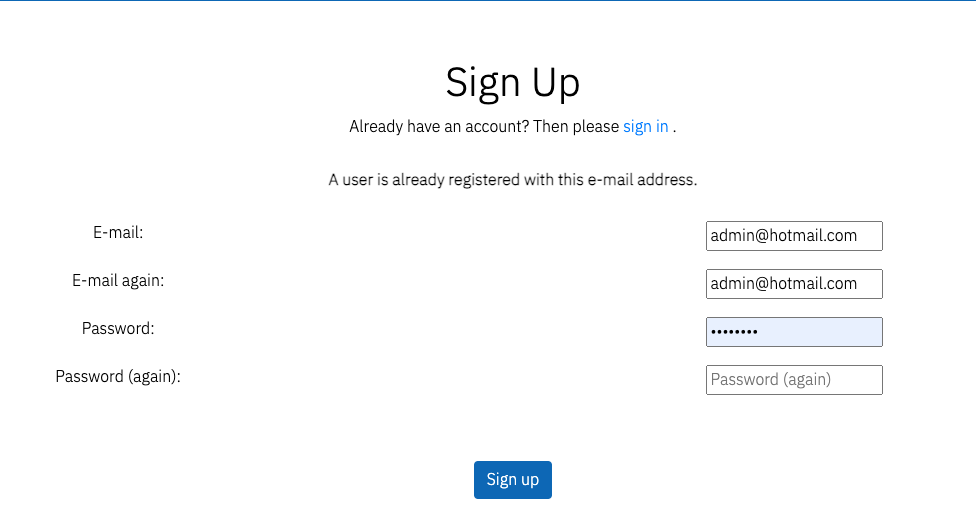 Sign Up
Already have an account? Then please sign in .
A user is already registered with this e-mail address.
E-mail: admin@hotmail.com
E-mail again: admin@hotmail.com
Password: ••••••••
Password (again): Password (again)
Sign up